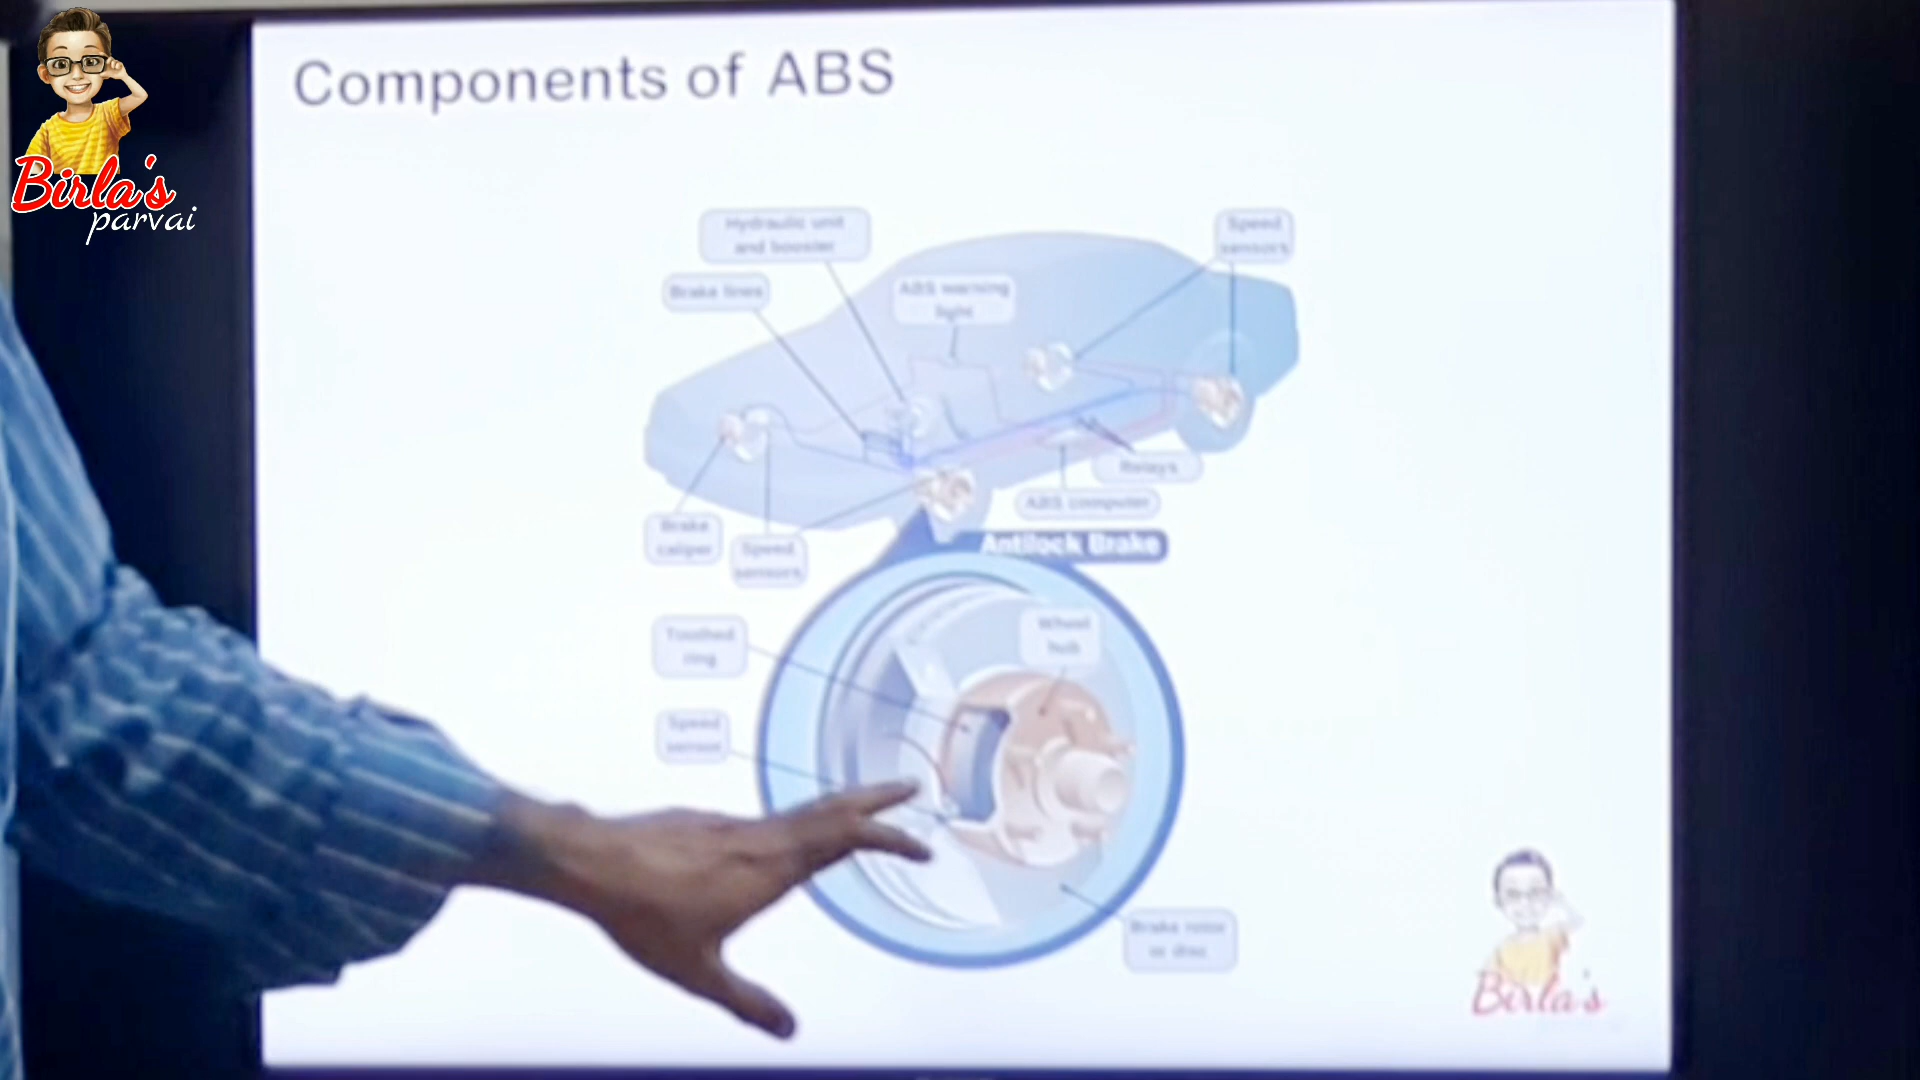 Birla's
parvai
Components of ABS
Hydraulic unit
and booster
Speed
sensors
Brake lines
ABS warning
light
Relays
ABS computer
Brake
caliper
Speed
sensors
Antilock Brake
Toothed
ring
Wheel
hub
Speed
sensor
Brake rotor
or disc
Birla's